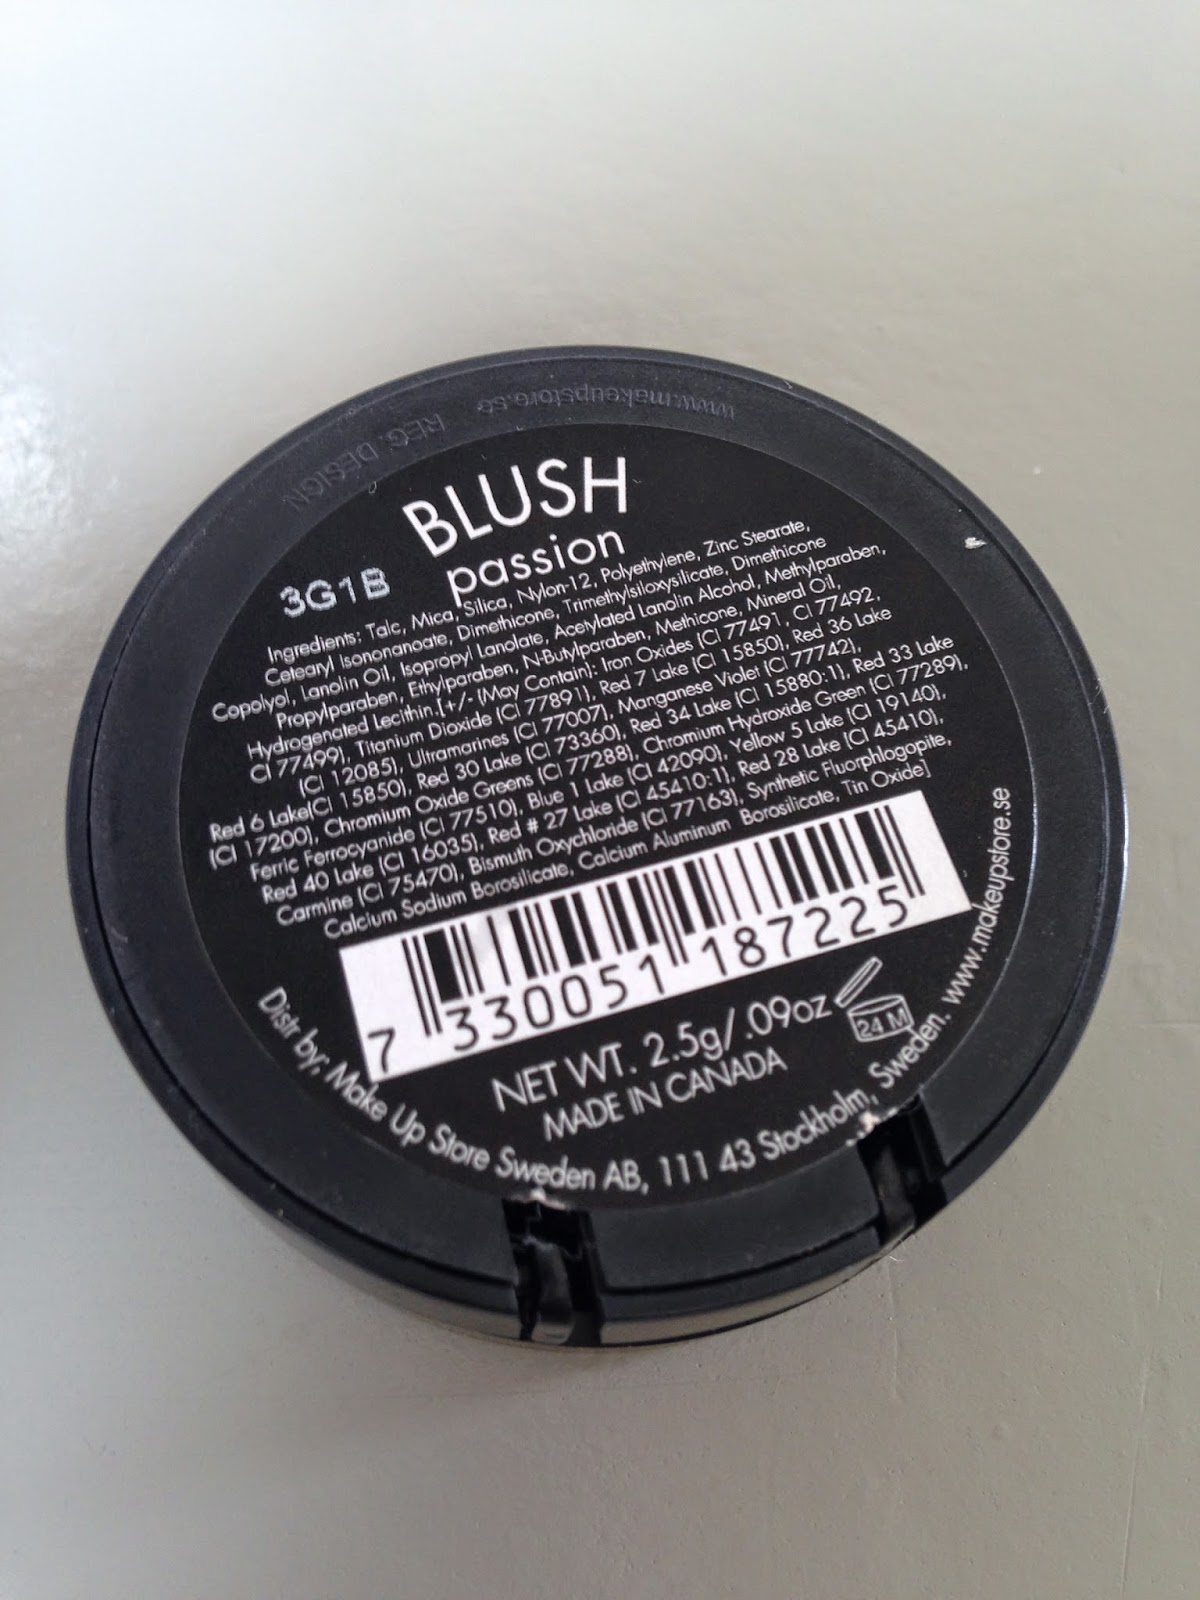 www.makeupstore.se
REG. DESIGN
BLUSH
passion
3G1B
Ingredients: Talc, Mica, Silica, Nylon-12, Polyethylene, Zinc Stearate,
Cetearyl Isononanoate, Dimethicone, Trimethylsiloxysilicate, Dimethicone
Copolyol, Lanolin Oil, Isopropyl Lanolate, Acetylated Lanolin Alcohol, Methylparaben,
Propylparaben, Ethylparaben, N-Butylparaben, Methicone, Mineral Oil,
Hydrogenated Lecithin.[+/- (May Contain): Iron Oxides (CI 77491, CI 77492,
CI 77499), Titanium Dioxide (CI 77891), Red 7 Lake (CI 15850), Red 36 Lake
(CI 12085), Ultramarines (CI 77007), Manganese Violet (CI 77742),
Red 6 Lake(CI 15850), Red 30 Lake (CI 73360), Red 34 Lake (CI 15880:1), Red 33 Lake
(CI 17200), Chromium Oxide Greens (CI 77288), Chromium Hydroxide Green (CI 77289),
Ferric Ferrocyanide (CI 77510), Blue 1 Lake (CI 42090), Yellow 5 Lake (CI 19140),
Red 40 Lake (CI 16035), Red # 27 Lake (CI 45410:1), Red 28 Lake (CI 45410),
Carmine (CI 75470), Bismuth Oxychloride (CI 77163), Synthetic Fluorphlogopite,
Calcium Sodium Borosilicate, Calcium Aluminum Borosilicate, Tin Oxide]
7 330051 187225
NET WT. 2.5g/.09oz
24 M
MADE IN CANADA
Distr by; Make Up Store Sweden AB, 111 43 Stockholm, Sweden. www.makeupstore.se